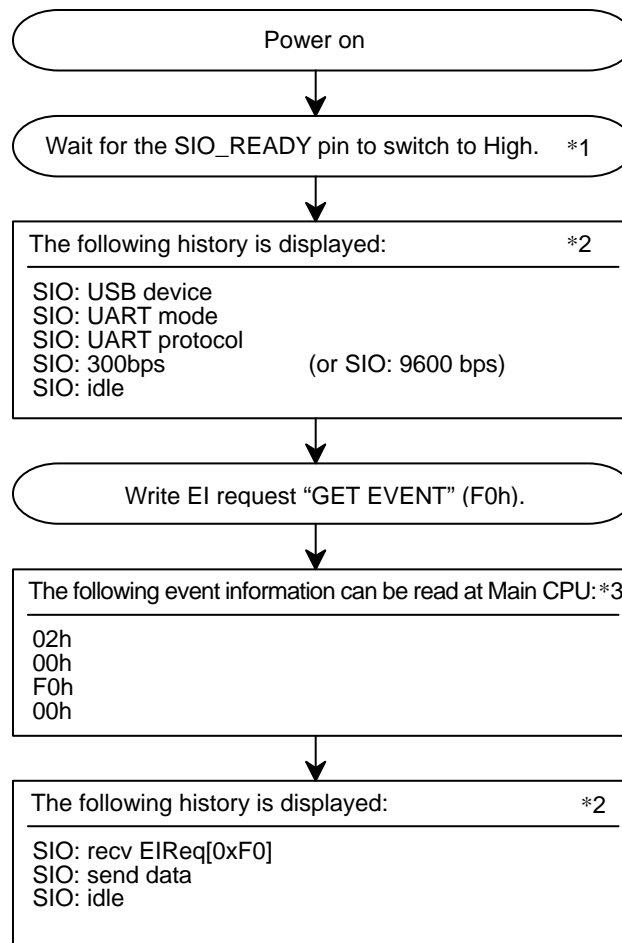 Power on
Wait for the SIO_READY pin to switch to High. *1
The following history is displayed: *2
SIO: USB device
SIO: UART mode
SIO: UART protocol
SIO: 300bps (or SIO: 9600 bps)
SIO: idle
Write EI request “GET EVENT” (F0h).
The following event information can be read at Main CPU:*3
02h
00h
F0h
00h
The following history is displayed: *2
SIO: recv EIReq[0xF0]
SIO: send data
SIO: idle